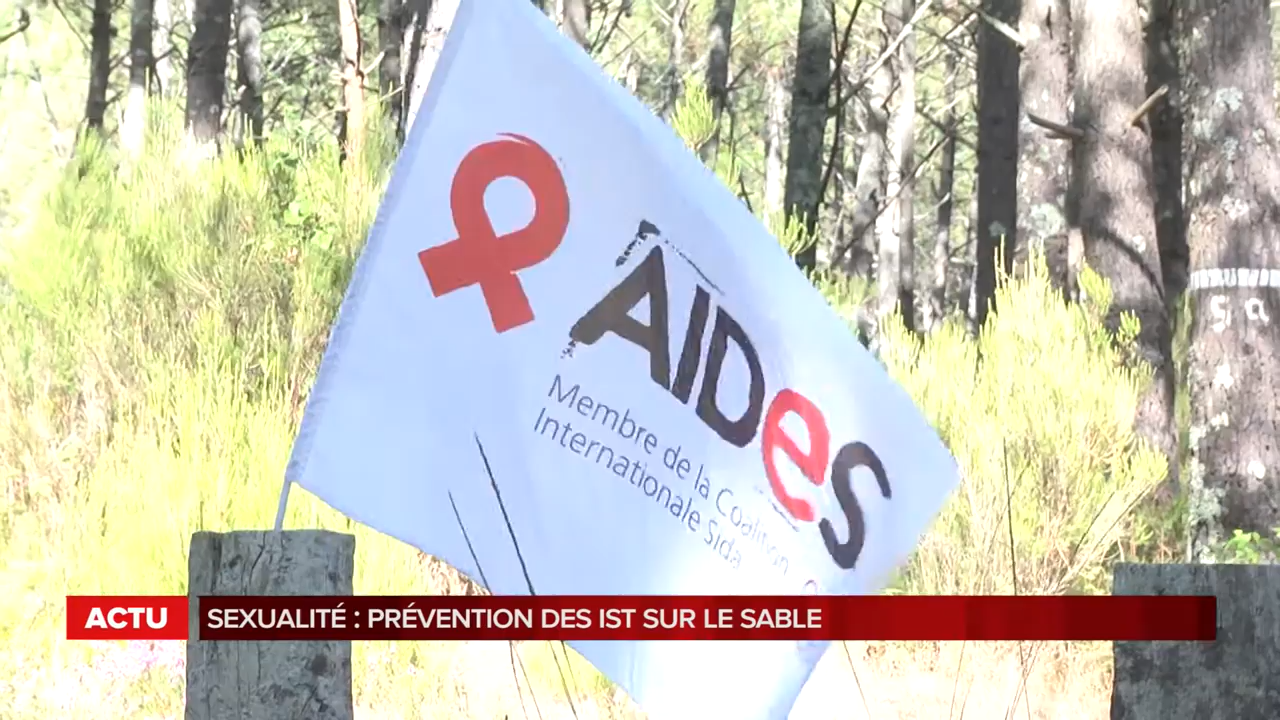 AIDeS
Membre de la Coalition
Internationale Sida
ACTU
SEXUALITÉ : PRÉVENTION DES IST SUR LE SABLE